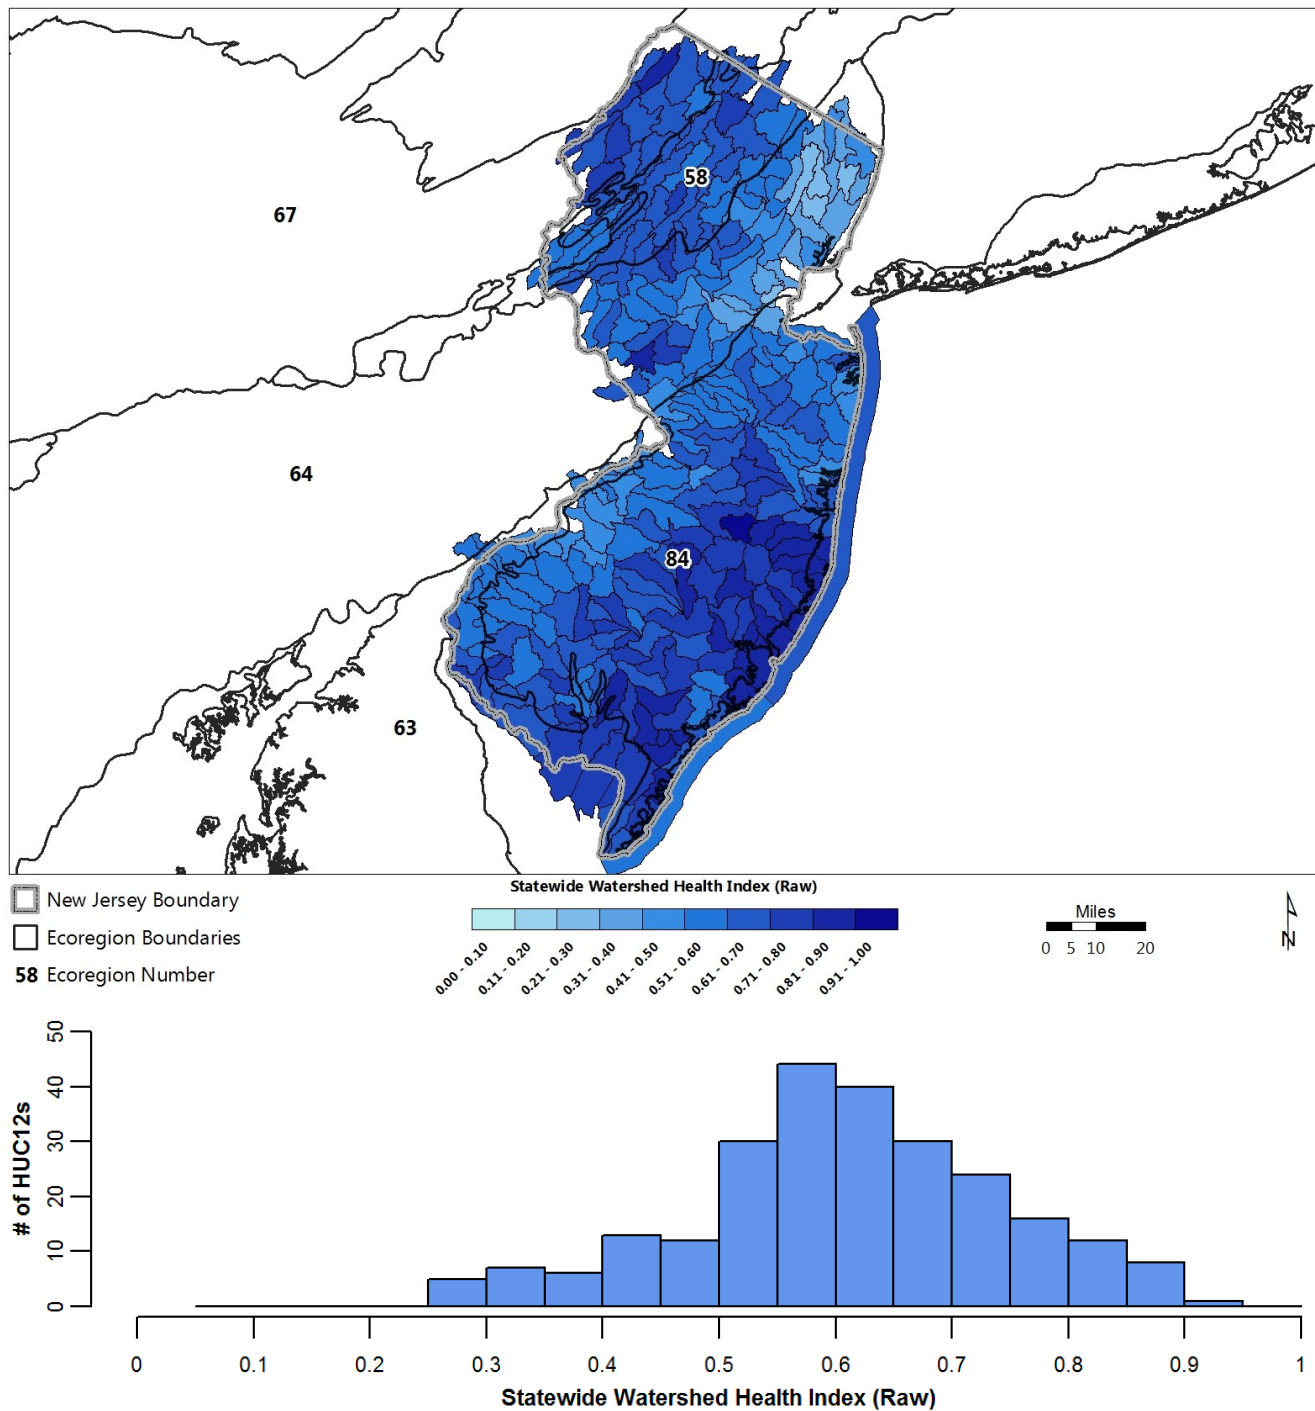 58
67
64
84
63
Statewide Watershed Health Index (Raw)
New Jersey Boundary
Ecoregion Boundaries
58 Ecoregion Number
0.00 - 0.10
0.11 - 0.20
0.21 - 0.30
0.31 - 0.40
0.41 - 0.50
0.51 - 0.60
0.61 - 0.70
0.71 - 0.80
0.81 - 0.90
0.91 - 1.00
Miles
0 5 10 20
N
# of HUC12s
50
40
30
20
10
0
0 0.1 0.2 0.3 0.4 0.5 0.6 0.7 0.8 0.9 1
Statewide Watershed Health Index (Raw)